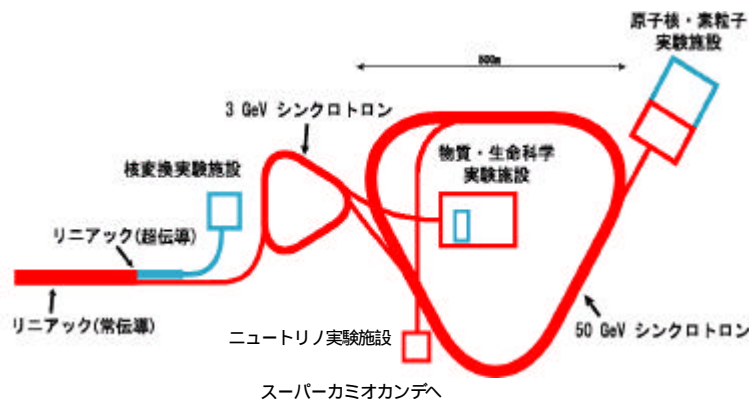 原子核・素粒子
実験施設
500m
3 GeV シンクロトロン
物質・生命科学
実験施設
核変換実験施設
リニアック(超伝導)
リニアック(常伝導)
ニュートリノ実験施設
50 GeV シンクロトロン
スーパーカミオカンデへ